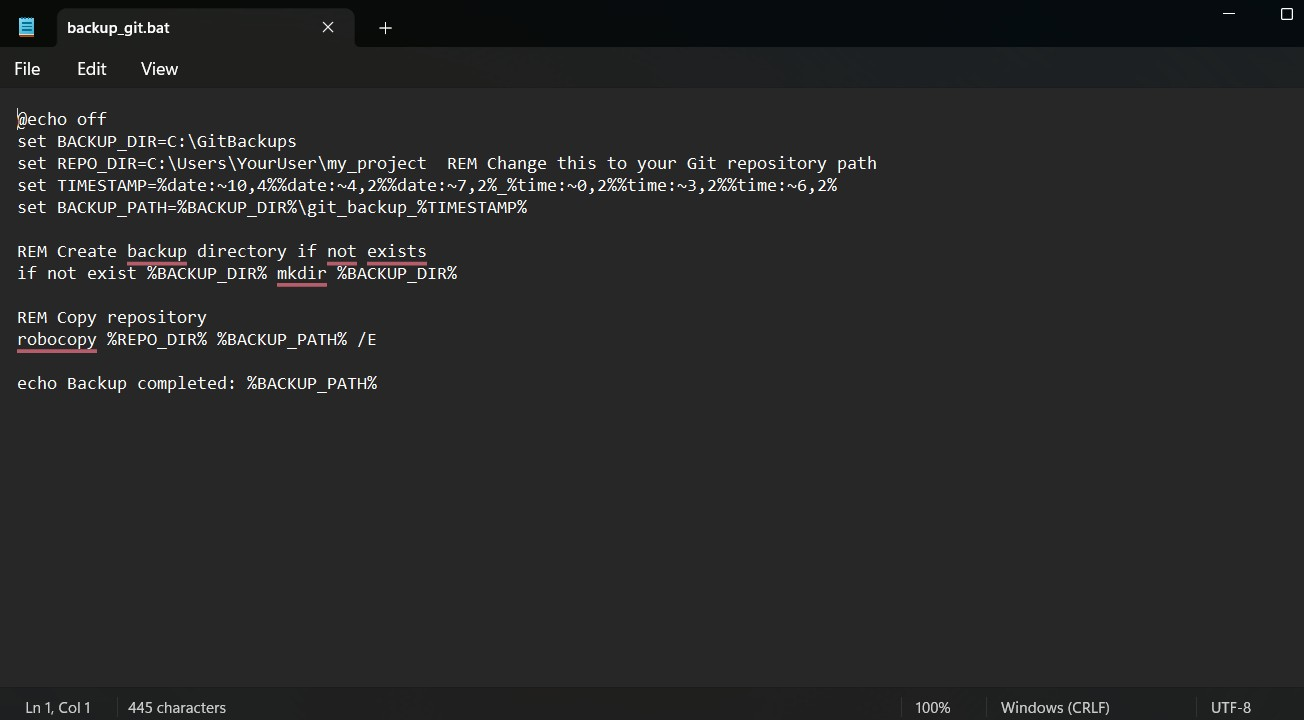 backup_git.bat
File Edit View
@echo off
set BACKUP_DIR=C:\GitBackups
set REPO_DIR=C:\Users\YourUser\my_project  REM Change this to your Git repository path
set TIMESTAMP=%date:~10,4%%date:~4,2%%date:~7,2%_%time:~0,2%%time:~3,2%%time:~6,2%
set BACKUP_PATH=%BACKUP_DIR%\git_backup_%TIMESTAMP%
REM Create backup directory if not exists
if not exist %BACKUP_DIR% mkdir %BACKUP_DIR%
REM Copy repository
robocopy %REPO_DIR% %BACKUP_PATH% /E
echo Backup completed: %BACKUP_PATH%
Ln 1, Col 1 445 characters 100% Windows (CRLF) UTF-8